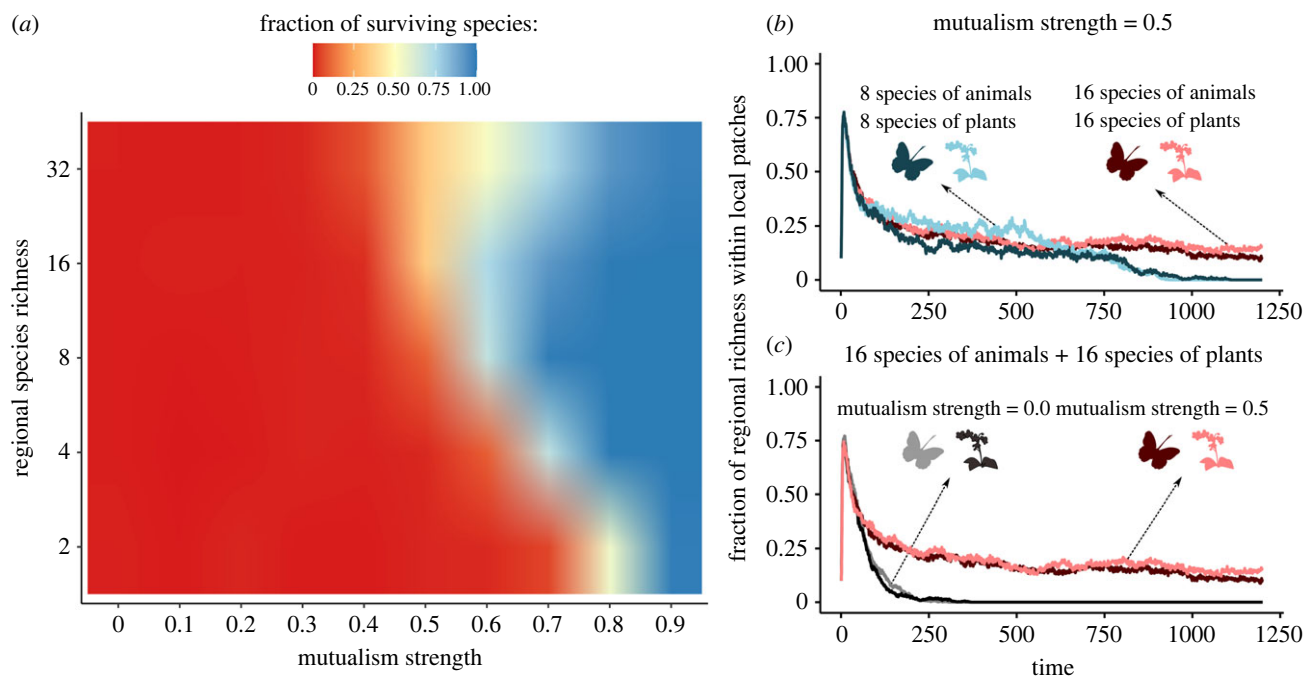 (a)
fraction of surviving species:
0 0.25 0.50 0.75 1.00
regional species richness
32
16
8
4
2
0 0.1 0.2 0.3 0.4 0.5 0.6 0.7 0.8 0.9
mutualism strength
fraction of regional richness within local patches
(b) mutualism strength = 0.5
1.00
0.75
0.50
0.25
0
8 species of animals
8 species of plants
16 species of animals
16 species of plants
0 250 500 750 1000 1250
(c) 16 species of animals + 16 species of plants
1.00
0.75
0.50
0.25
0
mutualism strength = 0.0 mutualism strength = 0.5
0 250 500 750 1000 1250
time